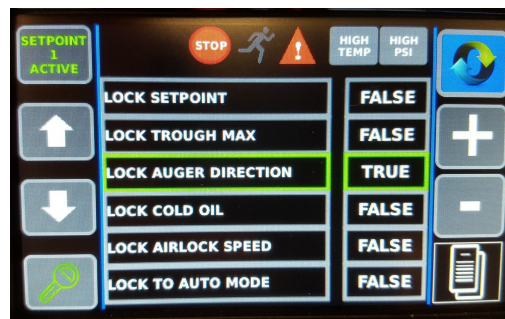 SETPOINT
1
ACTIVE
STOP
!
HIGH
TEMP
HIGH
PSI
LOCK SETPOINT FALSE
LOCK TROUGH MAX FALSE
LOCK AUGER DIRECTION TRUE
LOCK COLD OIL FALSE
LOCK AIRLOCK SPEED FALSE
LOCK TO AUTO MODE FALSE